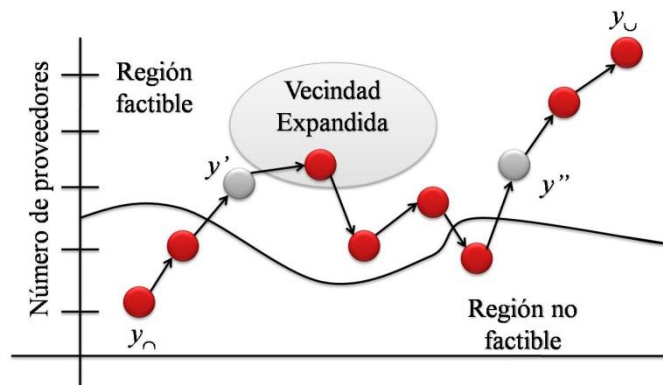 Número de proveedores
Región
factible
Vecindad
Expandida
y∪
y'
y''
y∩
Región no
factible